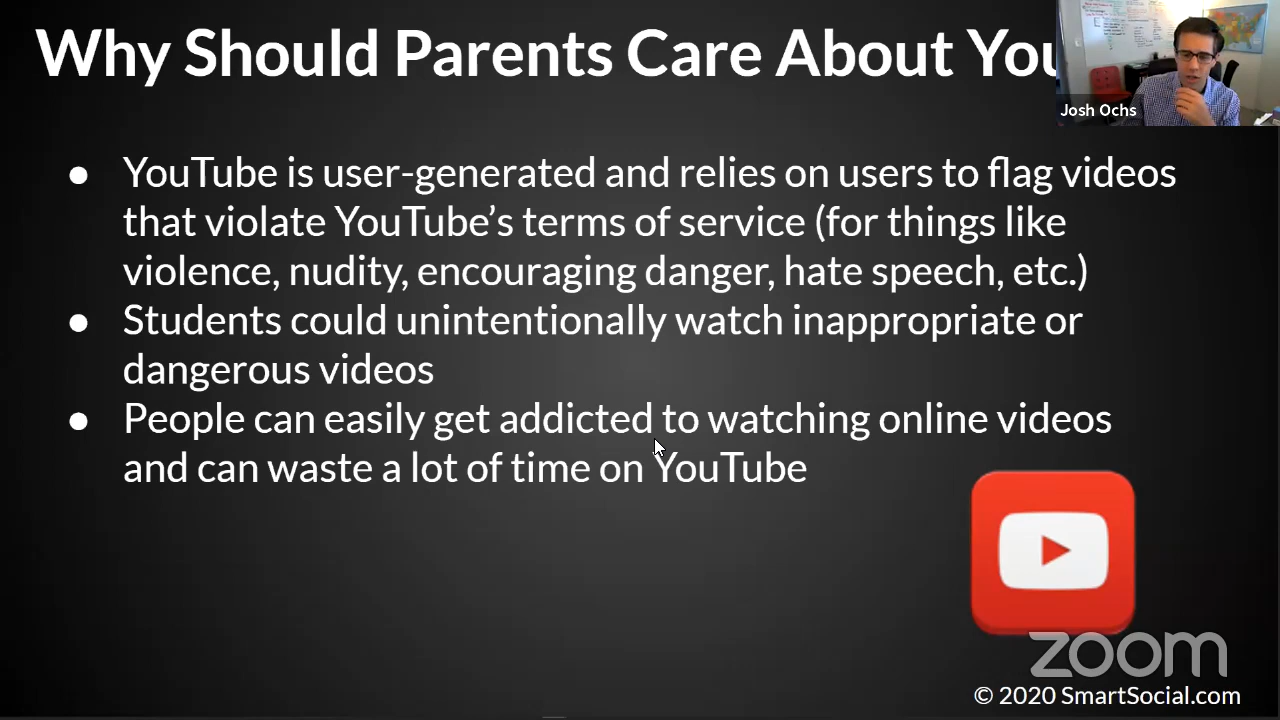 Why Should Parents Care About You
Josh Ochs
● YouTube is user-generated and relies on users to flag videos
that violate YouTube’s terms of service (for things like
violence, nudity, encouraging danger, hate speech, etc.)
● Students could unintentionally watch inappropriate or
dangerous videos
● People can easily get addicted to watching online videos
and can waste a lot of time on YouTube
zoom
© 2020 SmartSocial.com